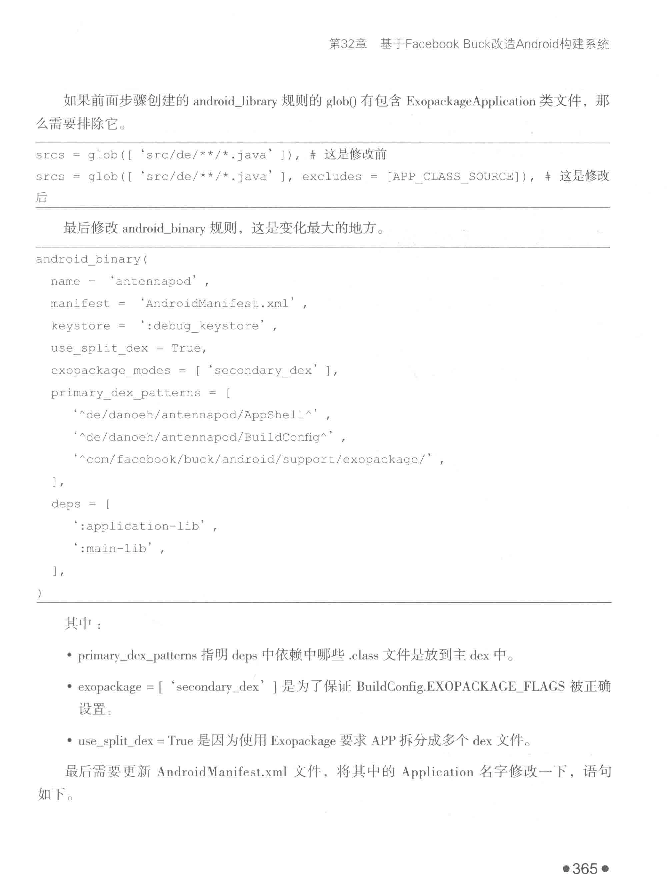 第32章 基于Facebook Buck改造Android构建系统
如果前面步骤创建的 android_library 规则的 glob() 有包含 ExopackageApplication 类文件，那
么需要排除它。
srcs = glob([ ‘src/de/**/*.java’ ]), # 这是修改前
srcs = glob([ ‘src/de/**/*.java’ ], excludes = [APP_CLASS_SOURCE]), # 这是修改
后
最后修改 android_binary 规则，这是变化最大的地方。
android_binary(
name = ‘antennapod’ ,
manifest = ‘AndroidManifest.xml’ ,
keystore = ‘:debug_keystore’ ,
use_split_dex = True,
exopackage_modes = [ ‘secondary_dex’ ],
primary_dex_patterns = [
‘^de/danoeh/antennapod/AppShell^’ ,
‘^de/danoeh/antennapod/BuildConfig^’ ,
‘^com/facebook/buck/android/support/exopackage/’ ,
],
deps = [
‘:application-lib’ ,
‘:main-lib’ ,
],
)
其中：
• primary_dex_patterns 指明 deps 中依赖中哪些 .class 文件是放到主 dex 中。
• exopackage = [ ‘secondary_dex’ ] 是为了保证 BuildConfig.EXOPACKAGE_FLAGS 被正确
设置。
• use_split_dex = True 是因为使用 Exopackage 要求 APP 拆分成多个 dex 文件。
最后需要更新 AndroidManifest.xml 文件，将其中的 Application 名字修改一下，语句
如下。
●365●